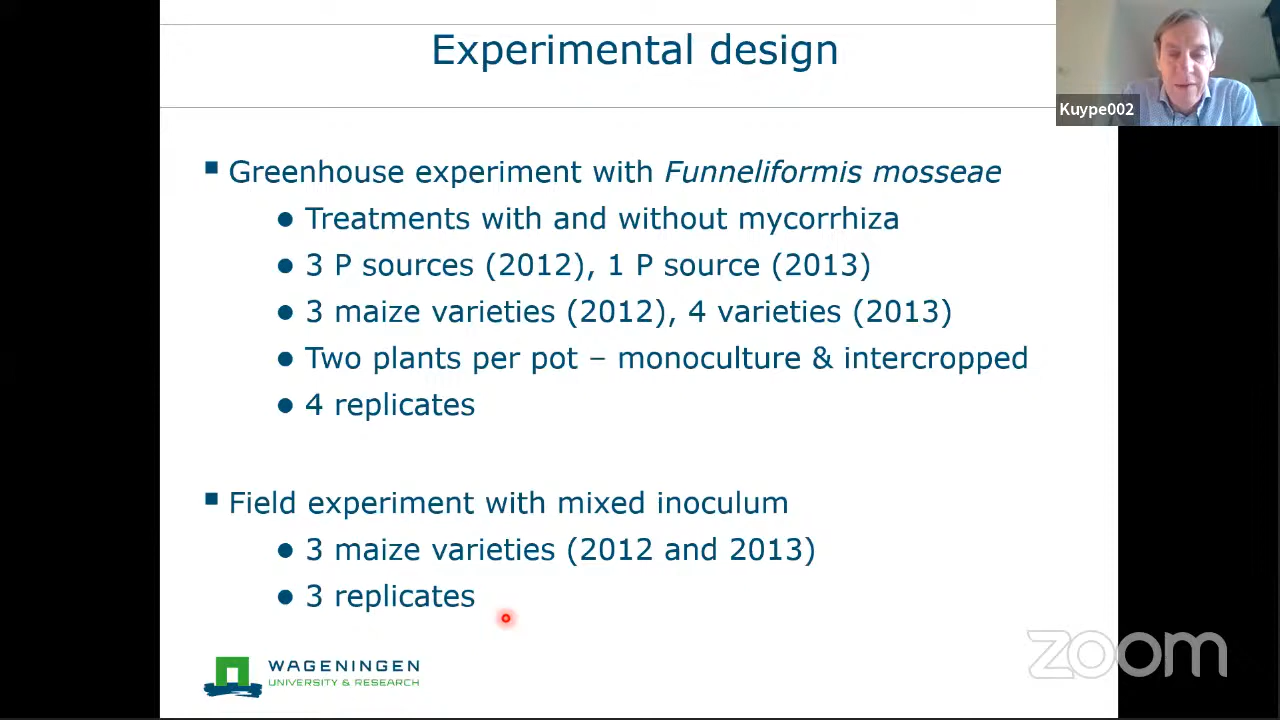 Experimental design
Kuype002
Greenhouse experiment with Funneliformis mosseae
Treatments with and without mycorrhiza
3 P sources (2012), 1 P source (2013)
3 maize varieties (2012), 4 varieties (2013)
Two plants per pot – monoculture & intercropped
4 replicates
Field experiment with mixed inoculum
3 maize varieties (2012 and 2013)
3 replicates
WAGENINGEN
UNIVERSITY & RESEARCH
zoom